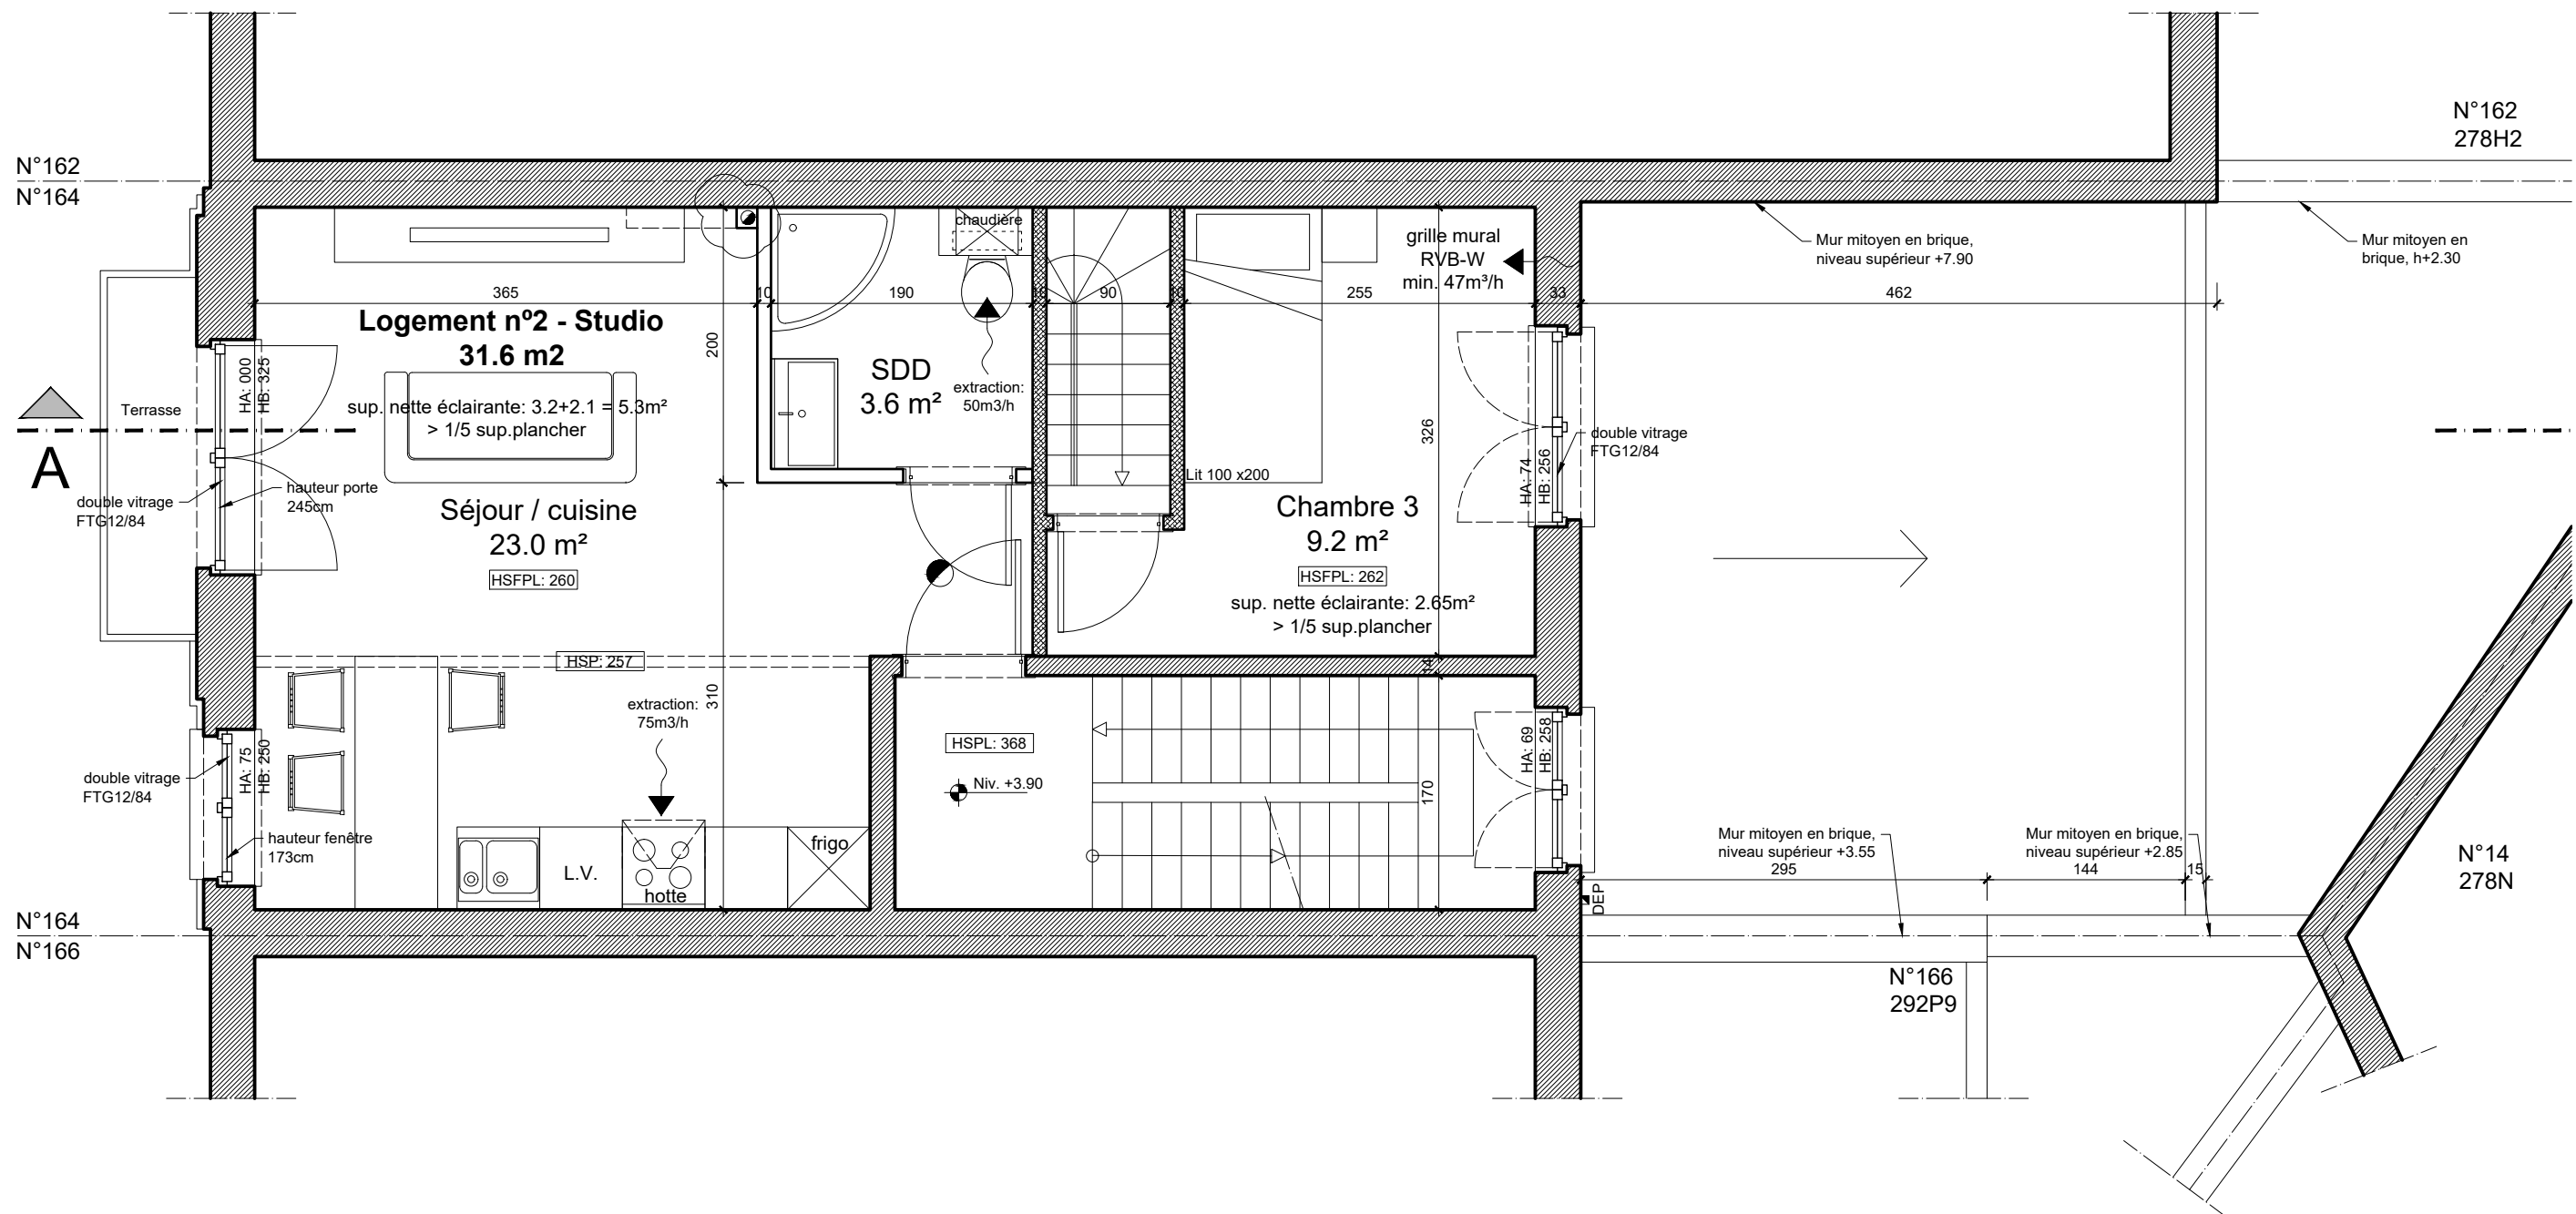 N°162
278H2
N°162
N°164
chaudière
grille mural
RVB-W
min. 47m³/h
Mur mitoyen en brique,
niveau supérieur +7.90
Mur mitoyen en
brique, h+2.30
365
10
190
10
90
10
255
33
462
Logement nº2 - Studio
31.6 m2
200
SDD
3.6 m²
extraction:
50m3/h
HA: 000
HB: 325
Terrasse
sup. nette éclairante: 3.2+2.1 = 5.3m²
> 1/5 sup.plancher
326
double vitrage
FTG12/84
A
HA: 74
HB: 256
Lit 100 x200
hauteur porte
245cm
double vitrage
FTG12/84
Séjour / cuisine
23.0 m²
HSFPL: 260
Chambre 3
9.2 m²
HSFPL: 262
sup. nette éclairante: 2.65m²
> 1/5 sup.plancher
HSP: 257
14
310
extraction:
75m3/h
HSPL: 368
Niv. +3.90
HA: 69
HB: 258
170
HA: 75
HB: 250
double vitrage
FTG12/84
hauteur fenêtre
173cm
frigo
L.V.
hotte
Mur mitoyen en brique,
niveau supérieur +3.55
Mur mitoyen en brique,
niveau supérieur +2.85
295
144
15
DEP
N°14
278N
N°164
N°166
N°166
292P9